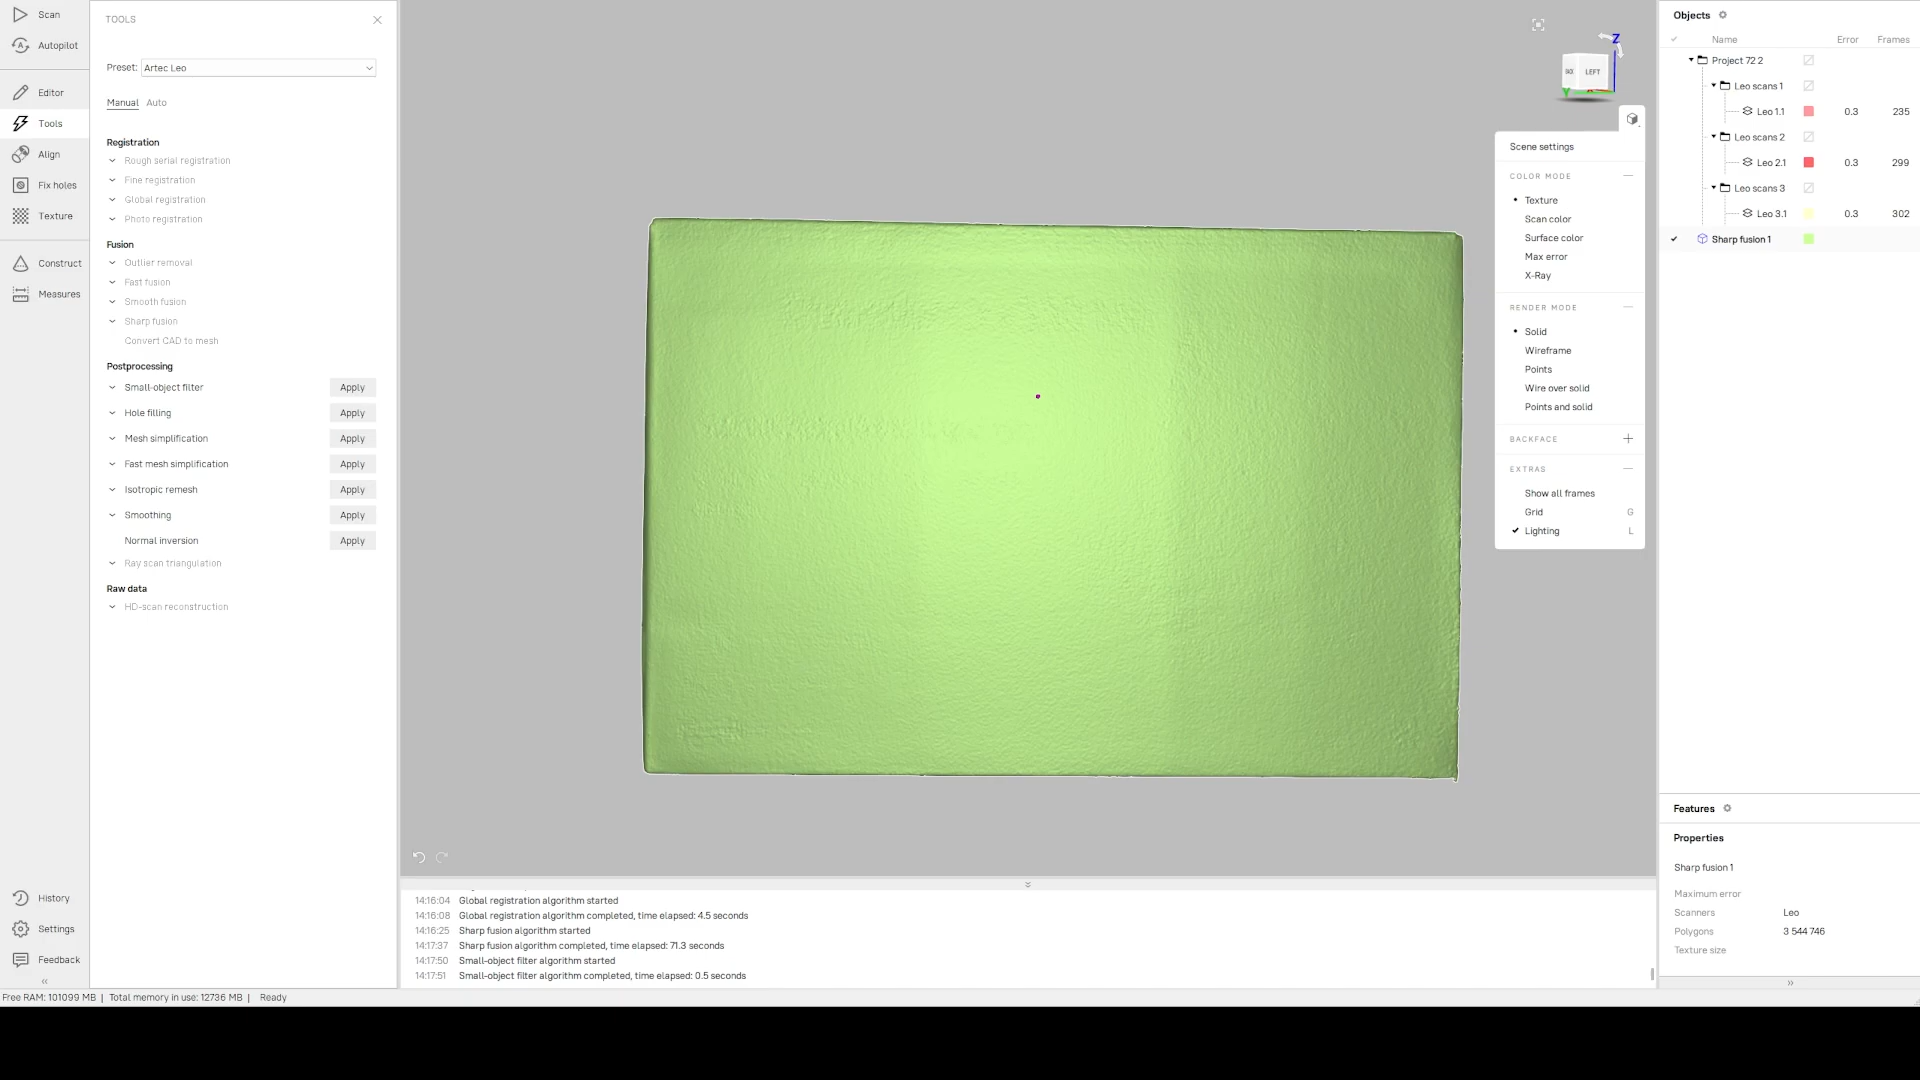 Scan
Autopilot
Editor
Tools
Align
Fix holes
Texture
Construct
Measures
History
Settings
Feedback
TOOLS
Preset: Artec Leo
Manual Auto
Registration
Rough serial registration
Fine registration
Global registration
Photo registration
Fusion
Outlier removal
Fast fusion
Smooth fusion
Sharp fusion
Convert CAD to mesh
Postprocessing
Small-object filter Apply
Hole filling Apply
Mesh simplification Apply
Fast mesh simplification Apply
Isotropic remesh Apply
Smoothing Apply
Normal inversion Apply
Ray scan triangulation
Raw data
HD-scan reconstruction
Z
LEFT
Y
Scene settings
COLOR MODE
Texture
Scan color
Surface color
Max error
X-Ray
RENDER MODE
Solid
Wireframe
Points
Wire over solid
Points and solid
BACKFACE
EXTRAS
Show all frames
Grid G
Lighting L
14:16:04 Global registration algorithm started
14:16:08 Global registration algorithm completed, time elapsed: 4.5 seconds
14:16:25 Sharp fusion algorithm started
14:17:37 Sharp fusion algorithm completed, time elapsed: 71.3 seconds
14:17:50 Small-object filter algorithm started
14:17:51 Small-object filter algorithm completed, time elapsed: 0.5 seconds
Objects
Name Error Frames
Project 72 2
Leo scans 1
Leo 1.1 0.3 235
Leo scans 2
Leo 2.1 0.3 299
Leo scans 3
Leo 3.1 0.3 302
Sharp fusion 1
Features
Properties
Sharp fusion 1
Maximum error
Scanners Leo
Polygons 3 544 746
Texture size
Free RAM: 101099 MB | Total memory in use: 12736 MB | Ready